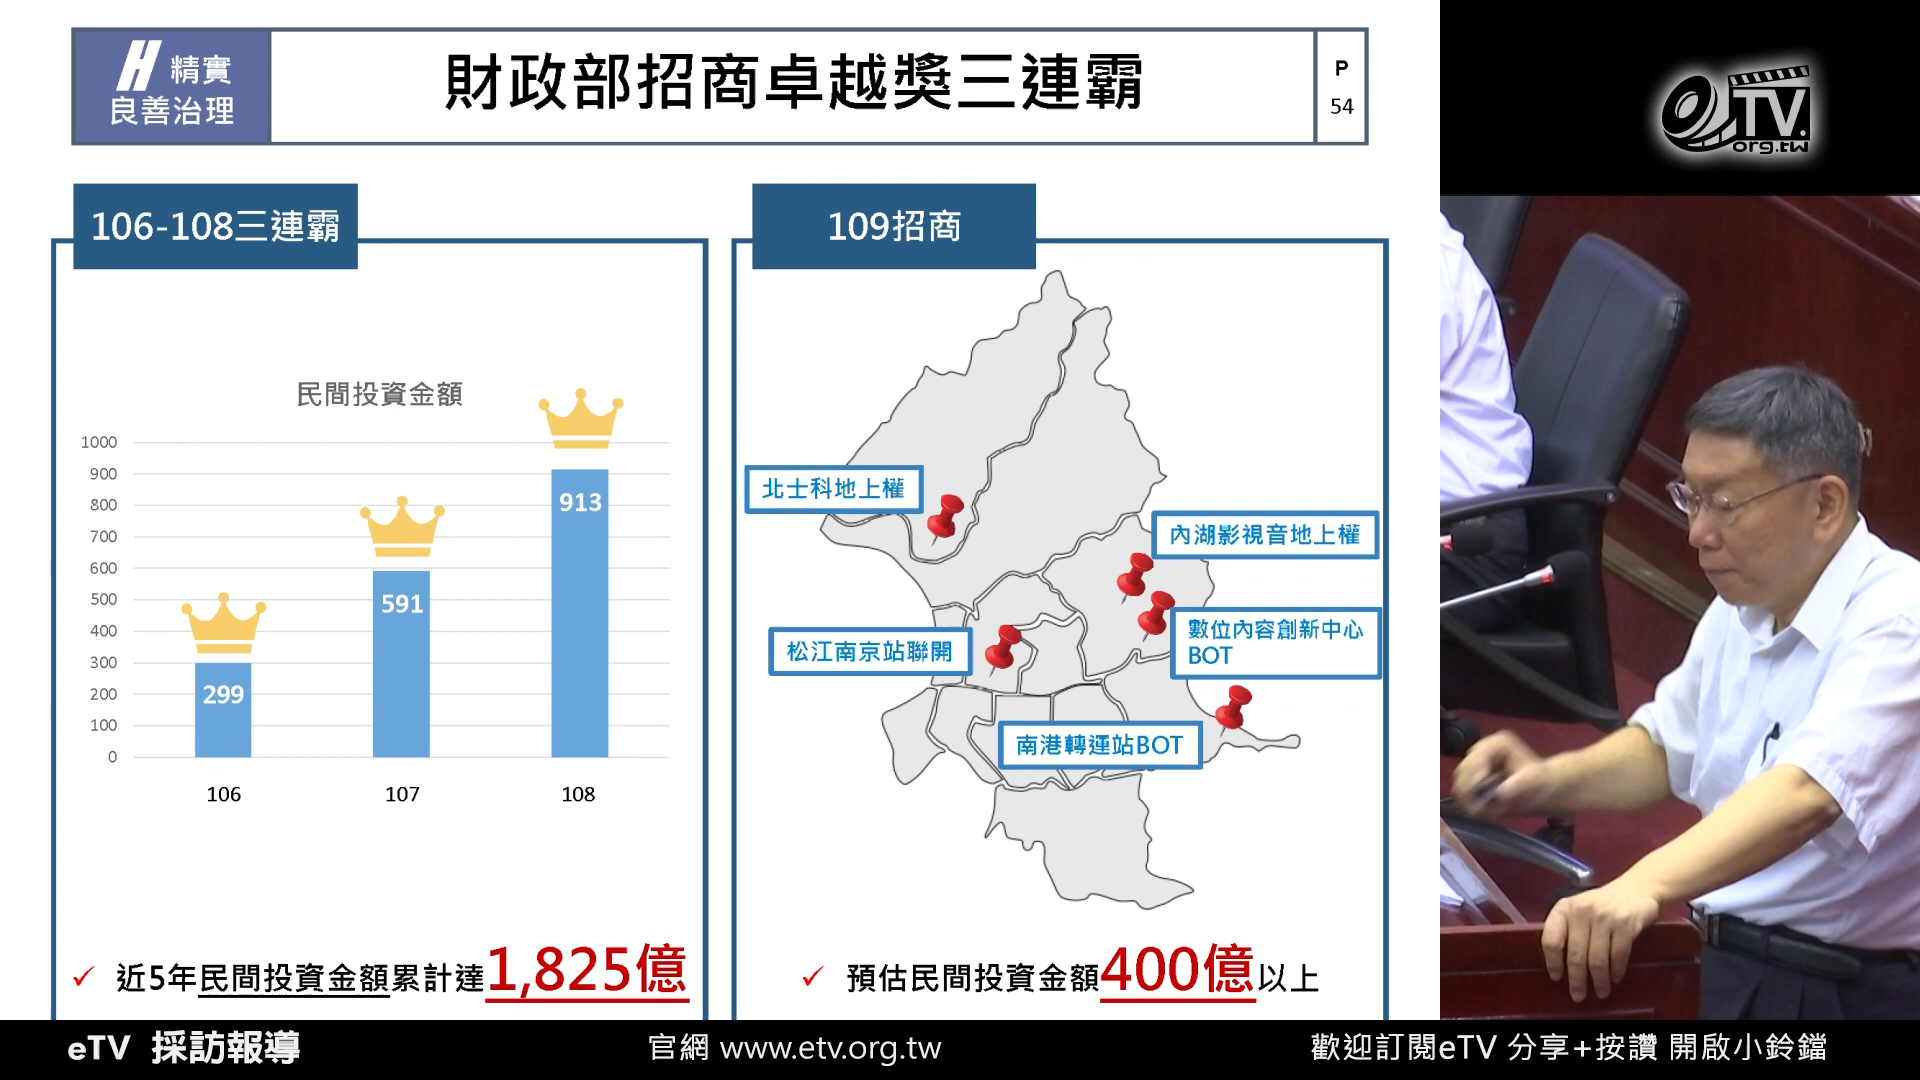 精實
良善治理
財政部招商卓越獎三連霸
P
54
eTV.
org.tw
106-108三連霸
109招商
民間投資金額
1000
900
800
700
600
500
400
300
200
100
0
299
591
913
106
107
108
北士科地上權
內湖影視音地上權
松江南京站聯開
數位內容創新中心
BOT
南港轉運站BOT
✓ 近5年民間投資金額累計達1,825億
✓ 預估民間投資金額400億以上
eTV 採訪報導
官網 www.etv.org.tw
歡迎訂閱eTV 分享+按讚 開啟小鈴鐺